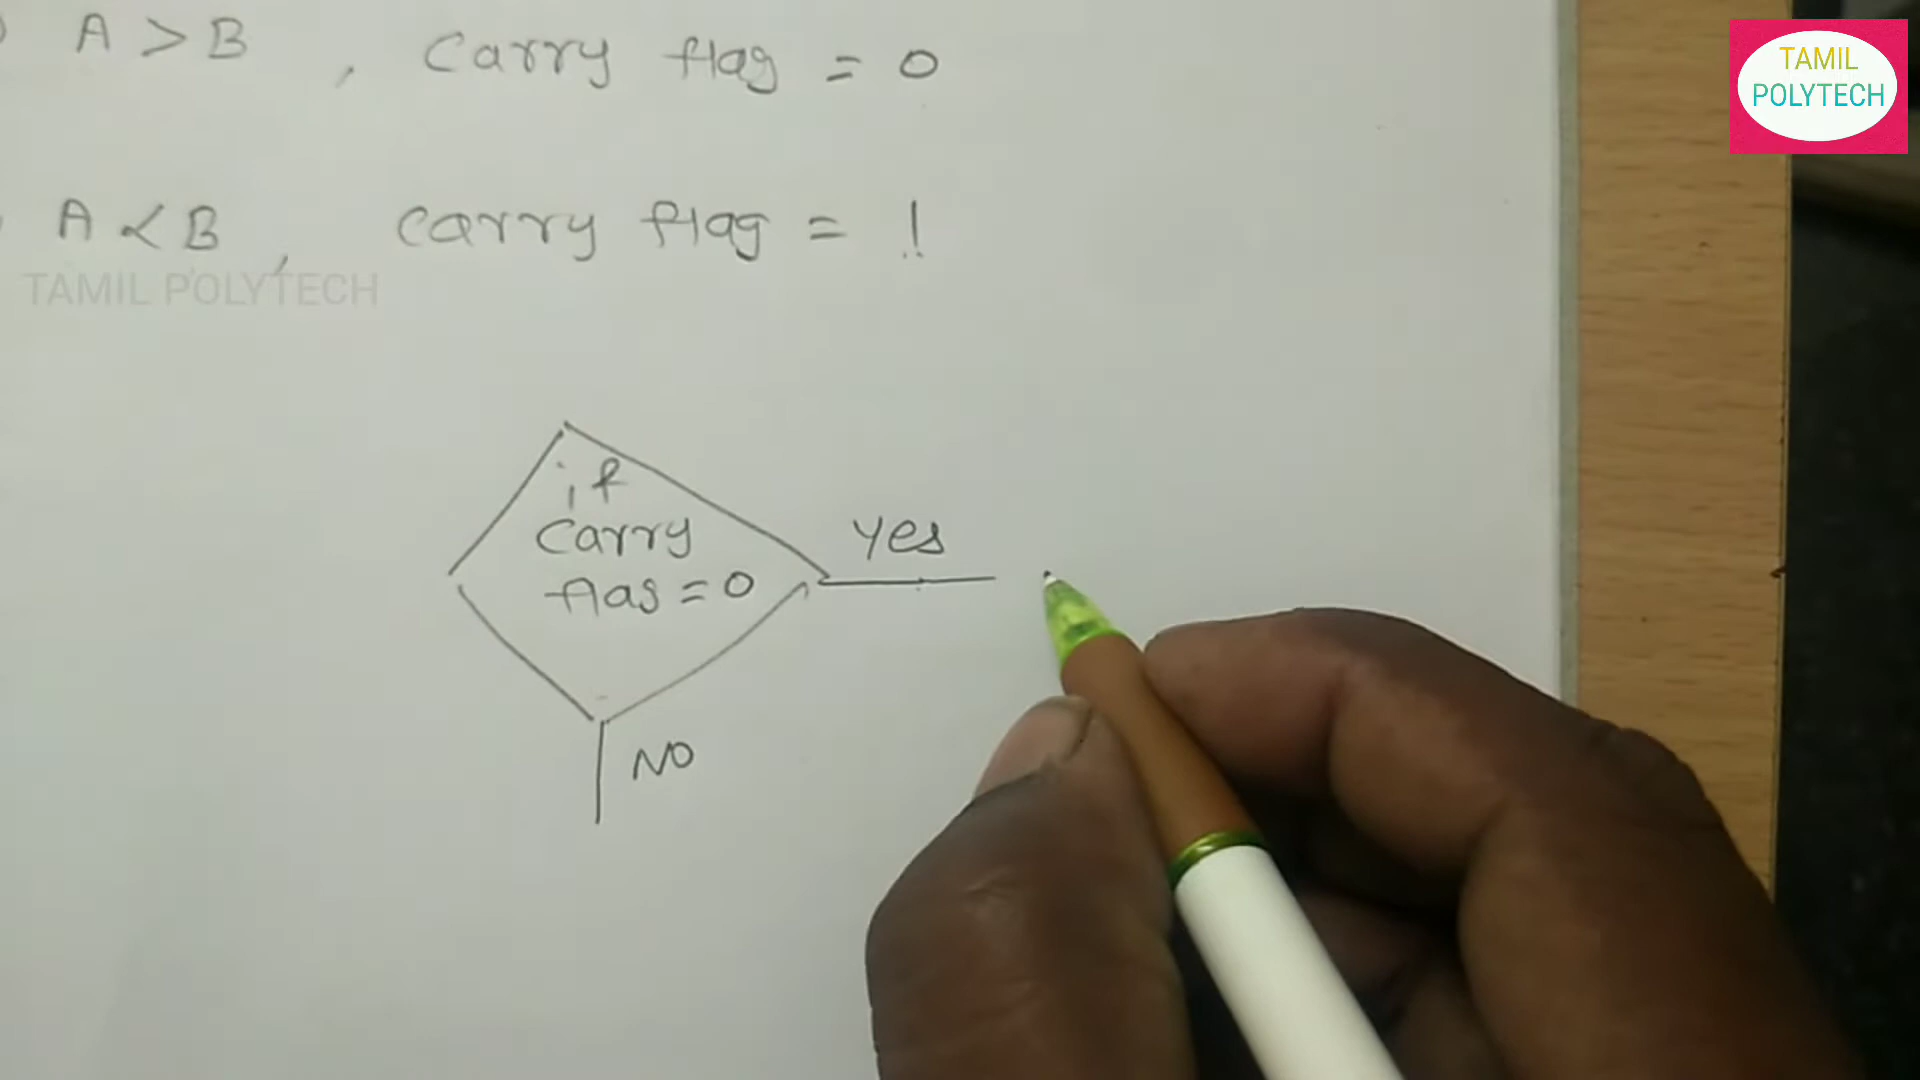 A > B , Carry flag = 0
A < B , Carry flag = 1
TAMIL POLYTECH
if
Carry
flag = 0
Yes
NO
TAMIL
POLYTECH